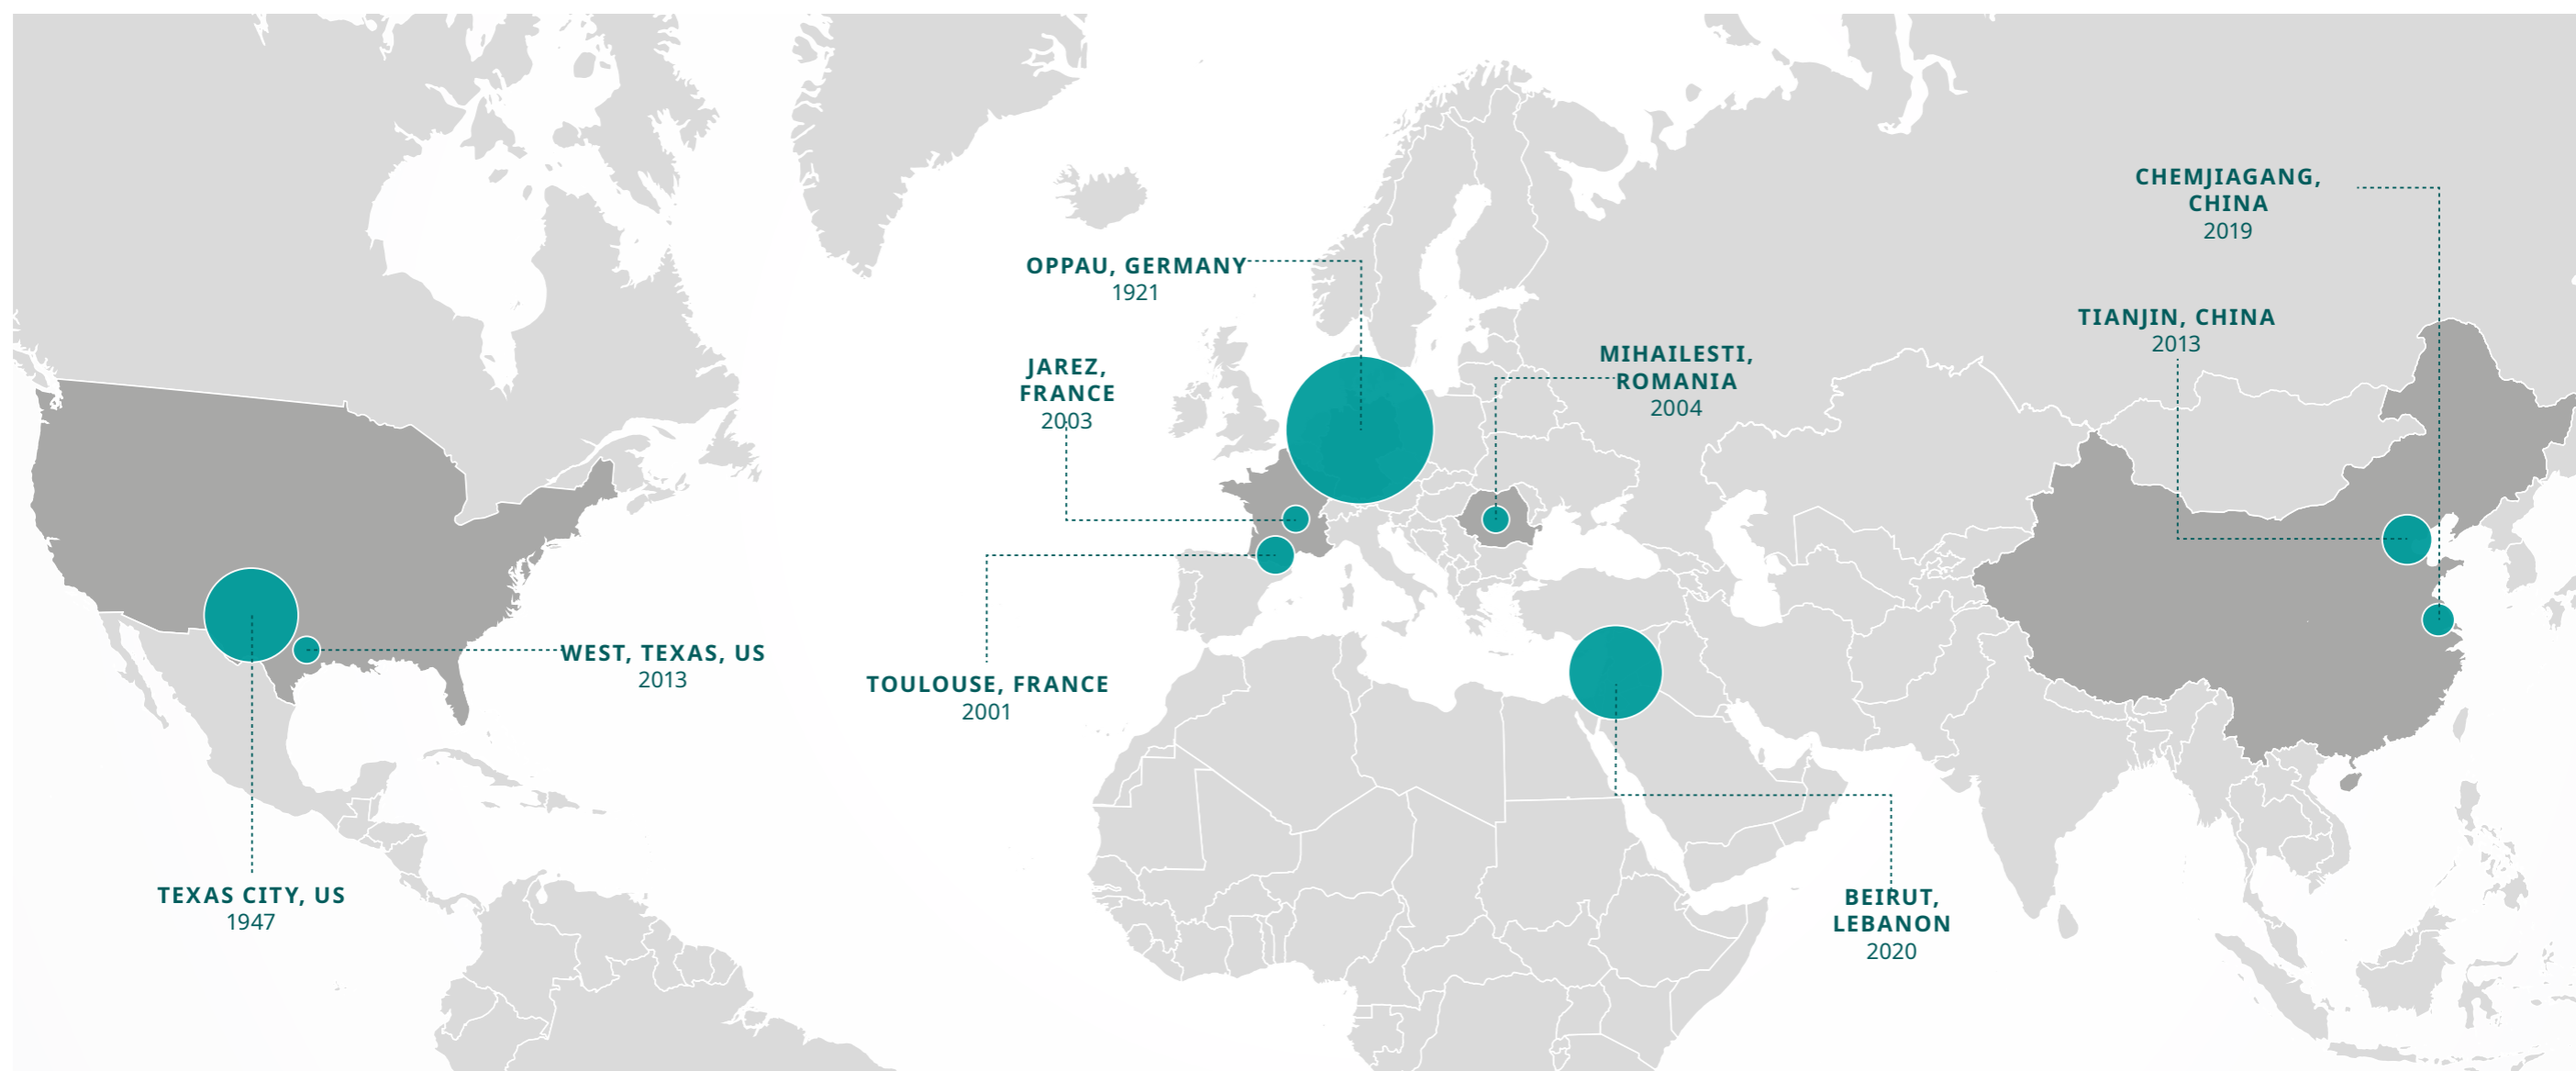 CHEMJIAGANG,
CHINA
2019
OPPAU, GERMANY
1921
TIANJIN, CHINA
2013
MIHAILESTI,
ROMANIA
2004
JAREZ,
FRANCE
2003
WEST, TEXAS, US
2013
TOULOUSE, FRANCE
2001
TEXAS CITY, US
1947
BEIRUT,
LEBANON
2020